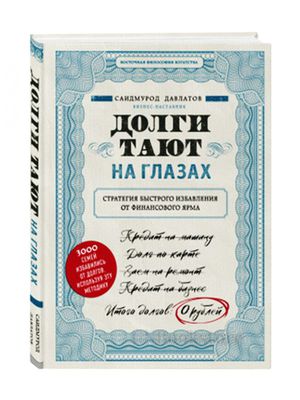 ВОСТОЧНАЯ ФИЛОСОФИЯ БОГАТСТВА
САИДМУРОД ДАВЛАТОВ
БИЗНЕС-НАСТАВНИК
ДОЛГИ
ТАЮТ
НА ГЛАЗАХ
СТРАТЕГИЯ БЫСТРОГО ИЗБАВЛЕНИЯ
ОТ ФИНАНСОВОГО ЯРМА
Кредит на машину
Долг по карте
Заем на ремонт
Кредит на бизнес
Итого долгов: 0 рублей
3000
СЕМЕЙ
ИЗБАВИЛИСЬ
ОТ ДОЛГОВ,
ИСПОЛЬЗУЯ ЭТУ
МЕТОДИКУ
ДОЛГИ ТАЮТ
НА ГЛАЗАХ
САИДМУРОД
ДАВЛАТОВ